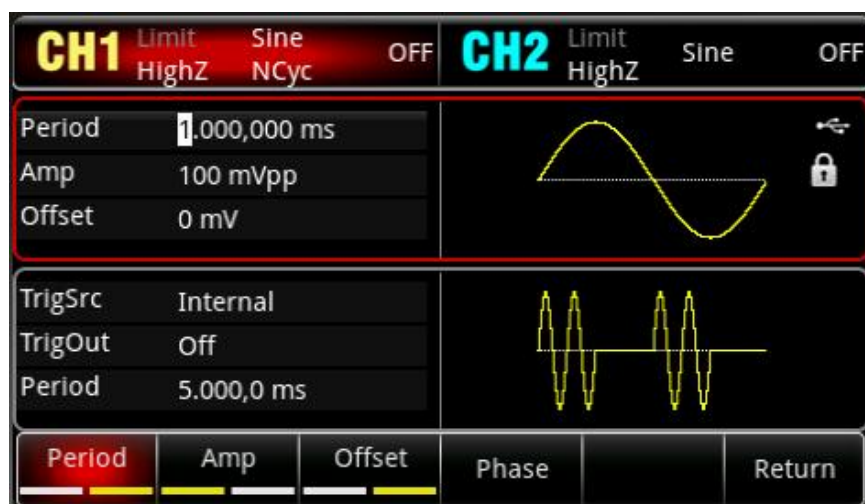 CH1 Limit Sine OFF CH2 Limit Sine OFF
HighZ NCyc HighZ
Period 1.000,000 ms
Amp 100 mVpp
Offset 0 mV
TrigSrc Internal
TrigOut Off
Period 5.000,0 ms
Period Amp Offset Phase Return